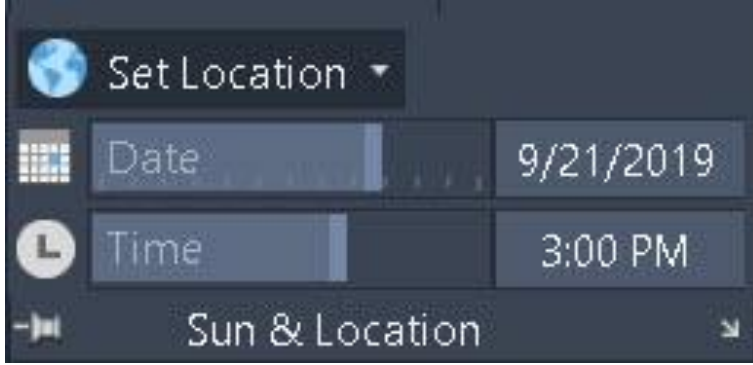 Set Location
Date 9/21/2019
Time 3:00 PM
Sun & Location